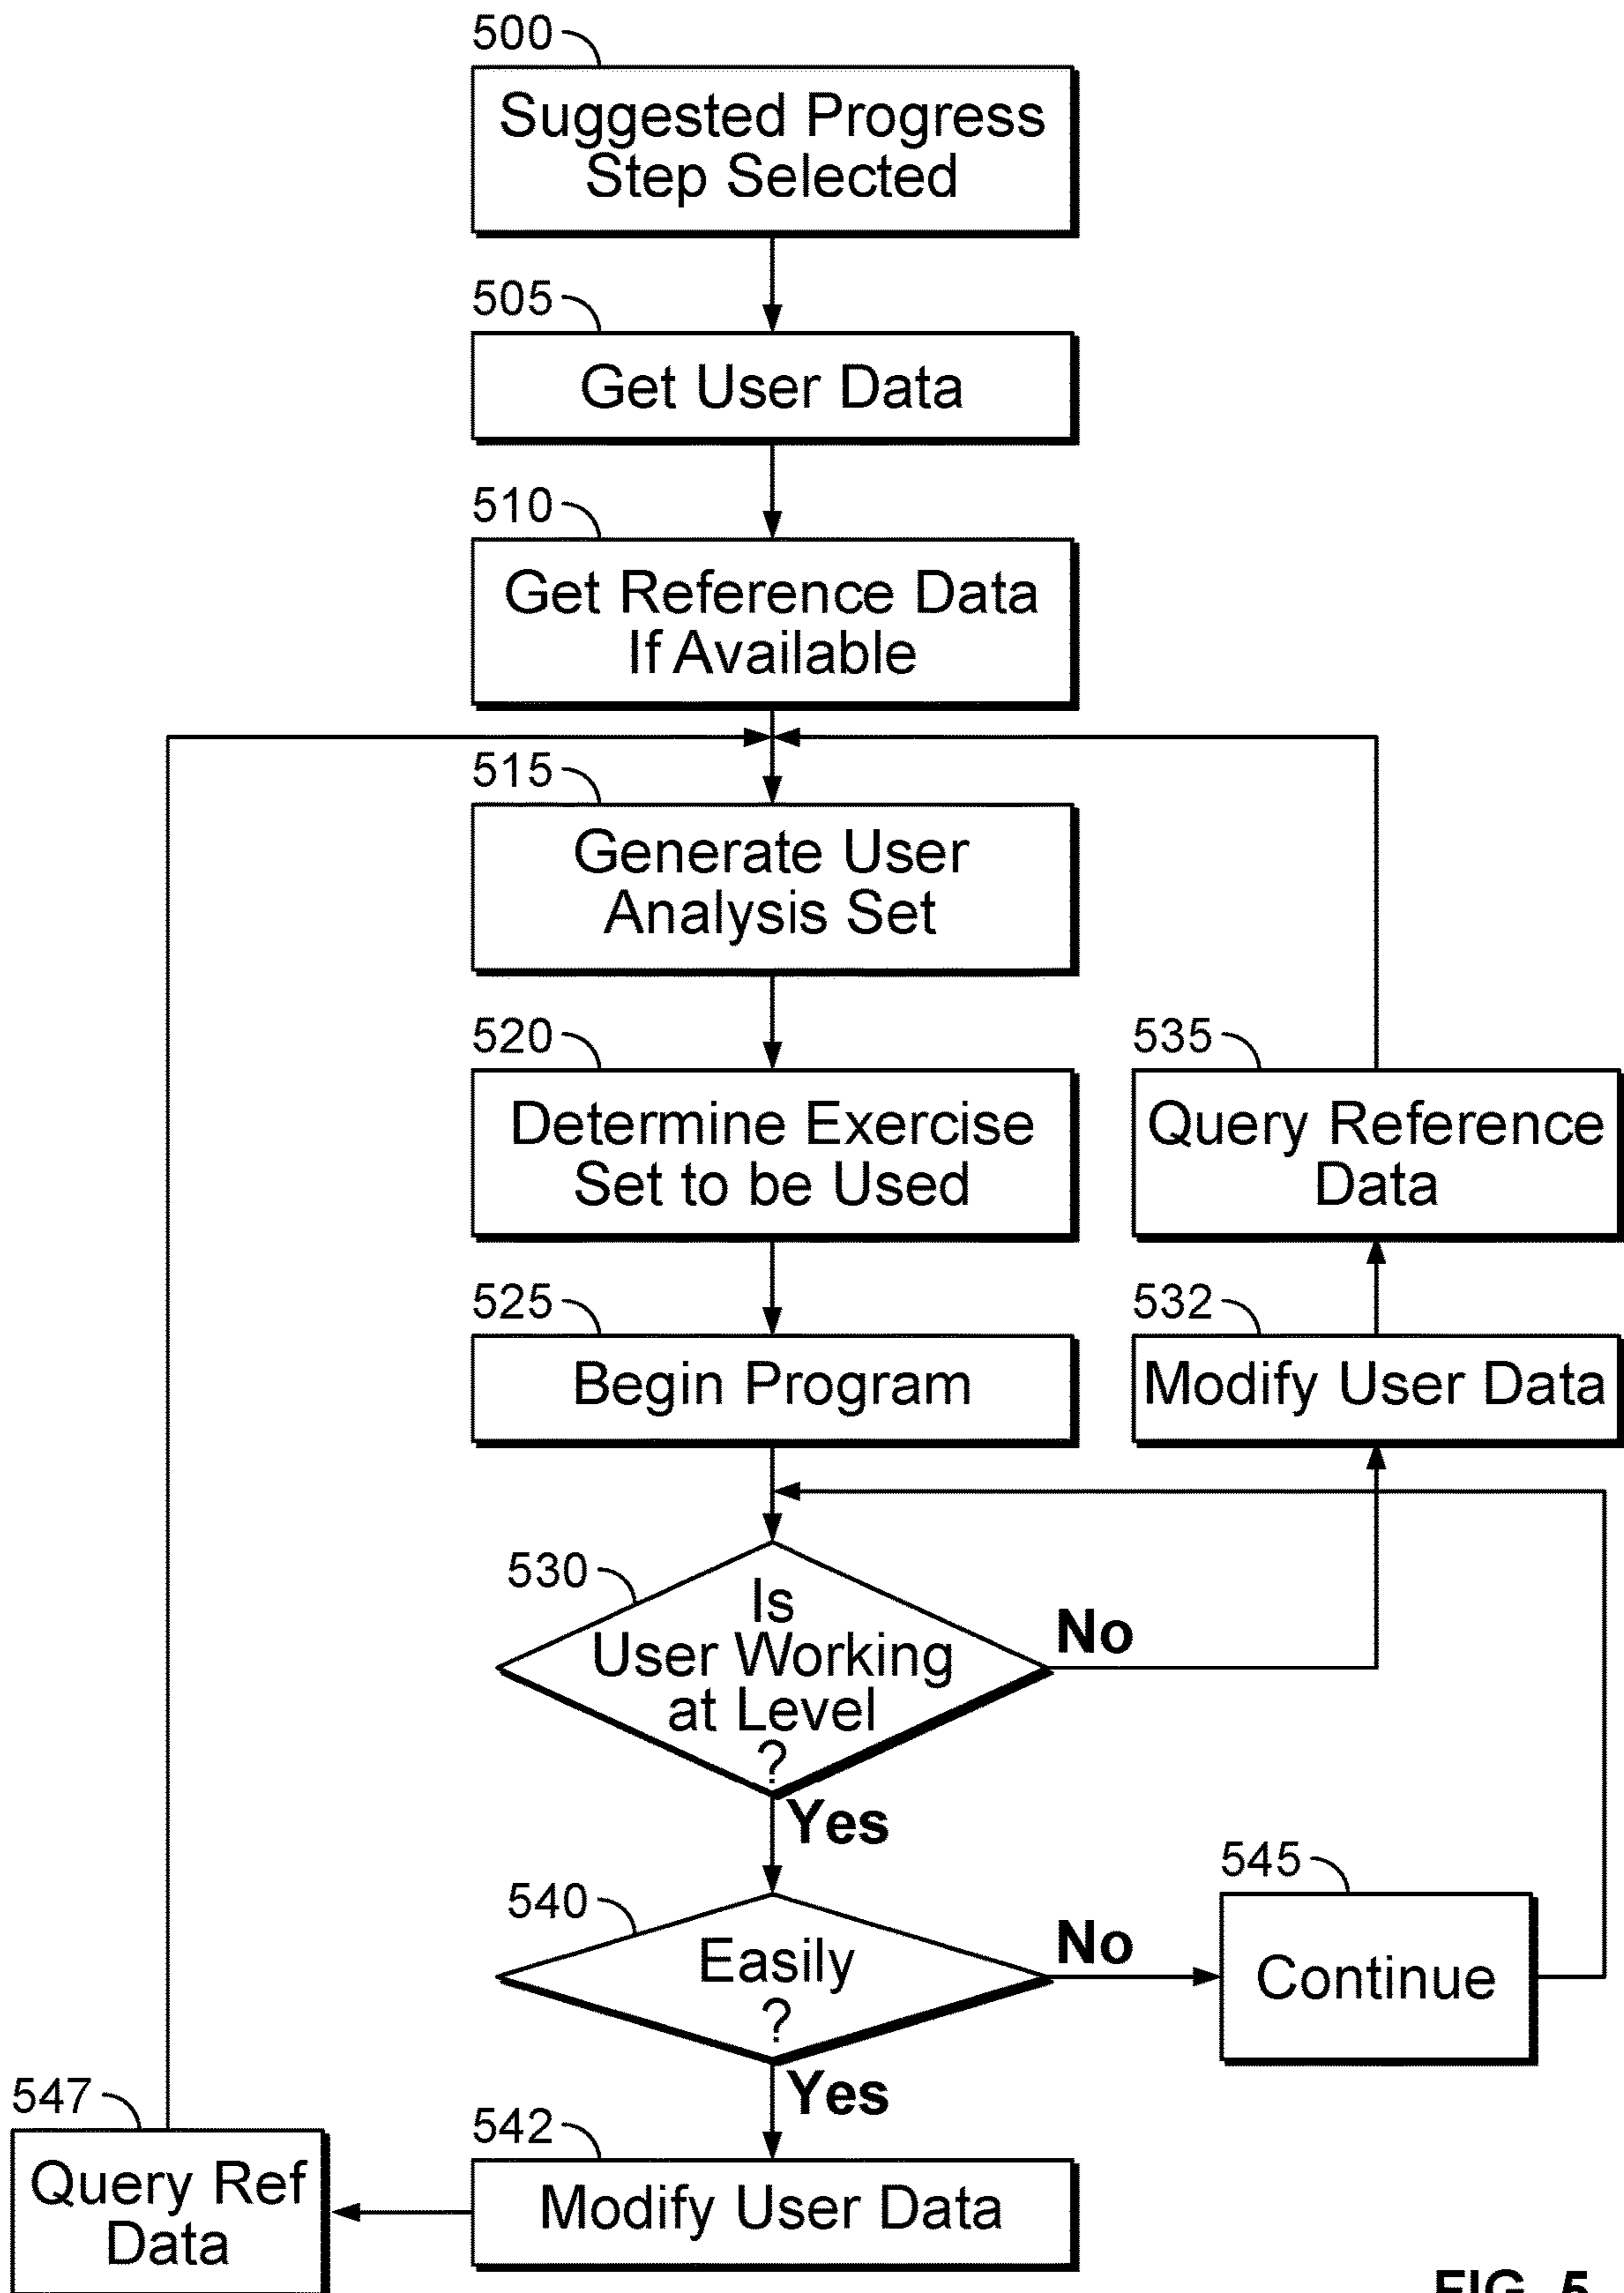 500
Suggested Progress
Step Selected
505
Get User Data
510
Get Reference Data
If Available
515
Generate User
Analysis Set
520
Determine Exercise
Set to be Used
535
Query Reference
Data
525
Begin Program
532
Modify User Data
530
Is
User Working
at Level
?
No
Yes
540
Easily
?
No
545
Continue
Yes
547
Query Ref
Data
542
Modify User Data
FIG. 5